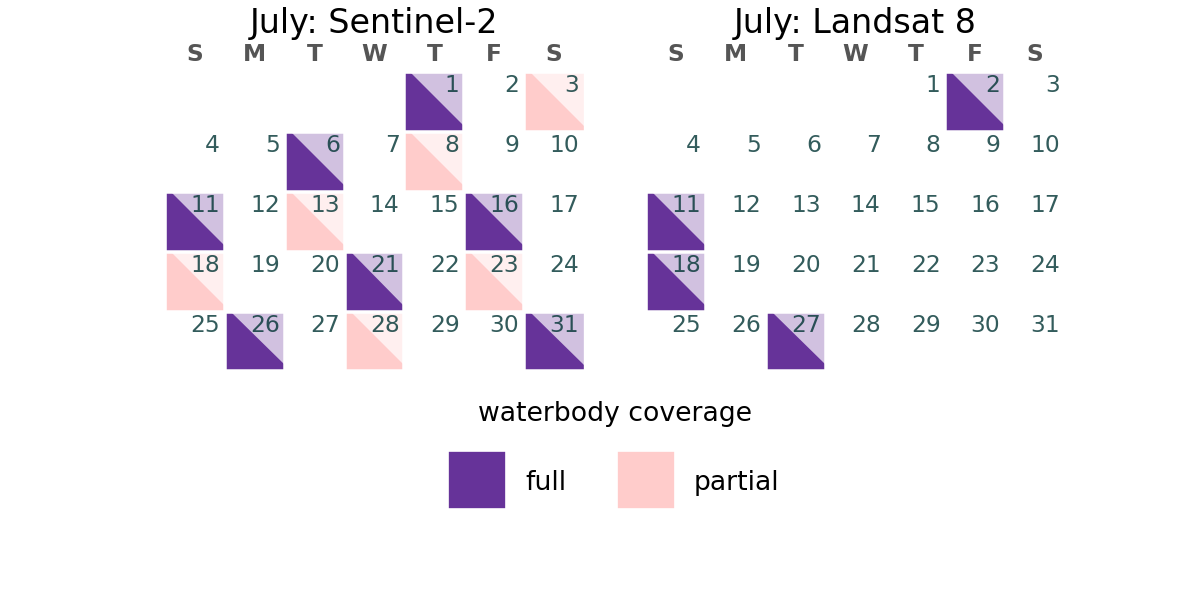 July: Sentinel-2
S M T W T F S
1 2 3
4 5 6 7 8 9 10
11 12 13 14 15 16 17
18 19 20 21 22 23 24
25 26 27 28 29 30 31
July: Landsat 8
S M T W T F S
1 2 3
4 5 6 7 8 9 10
11 12 13 14 15 16 17
18 19 20 21 22 23 24
25 26 27 28 29 30 31
waterbody coverage
full partial